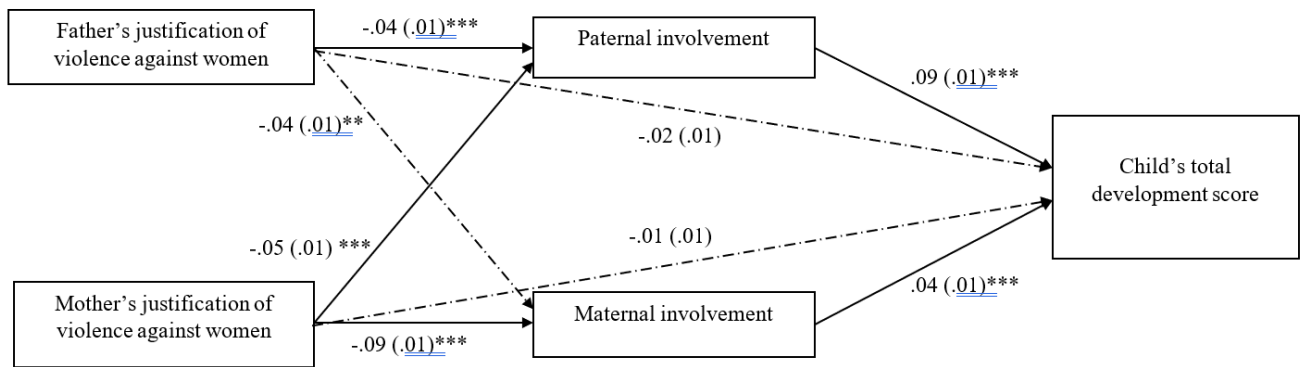 Father’s justification of
violence against women
-.04 (.01)***
Paternal involvement
.09 (.01)***
-.04 (.01)**
-.02 (.01)
Child’s total
development score
-.05 (.01) ***
-.01 (.01)
Mother’s justification of
violence against women
-.09 (.01)***
Maternal involvement
.04 (.01)***